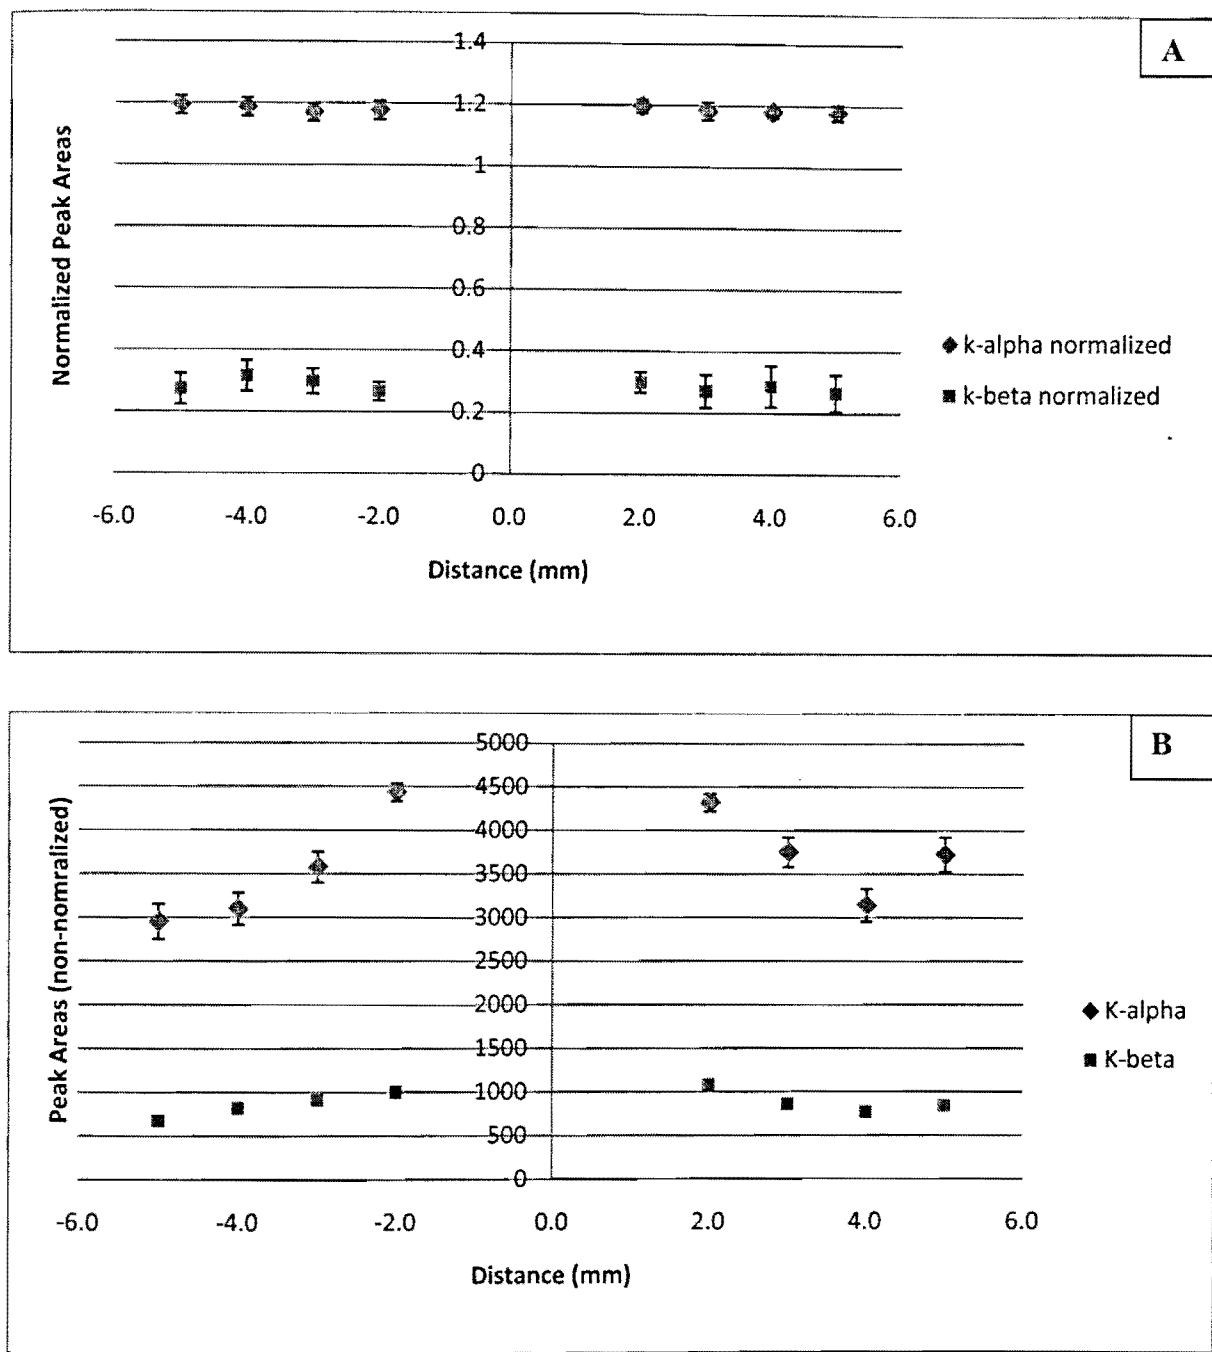 A
1.4
1.2
1
0.8
0.6
0.4
0.2
0
Normalized Peak Areas
k-alpha normalized
k-beta normalized
-6.0 -4.0 -2.0 0.0 2.0 4.0 6.0
Distance (mm)
B
5000
4500
4000
3500
3000
2500
2000
1500
1000
500
0
Peak Areas (non-nomralized)
K-alpha
K-beta
-6.0 -4.0 -2.0 0.0 2.0 4.0 6.0
Distance (mm)